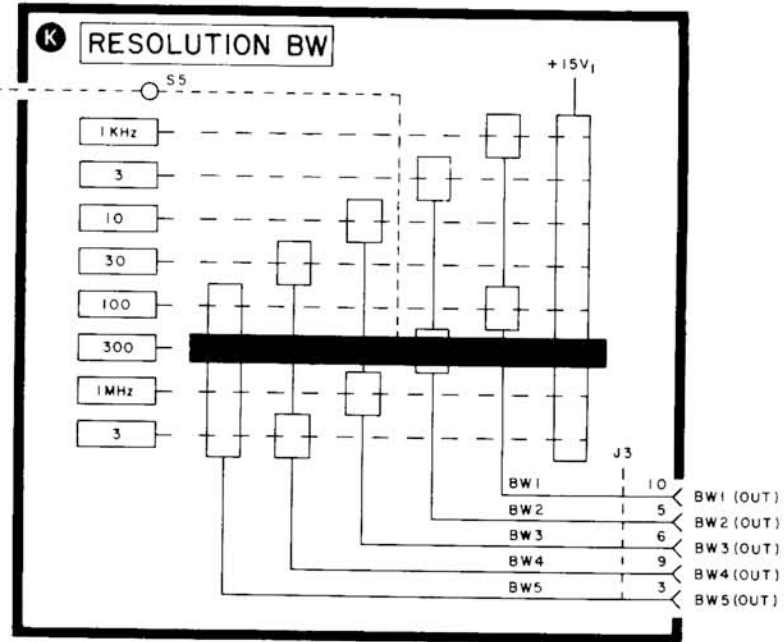 K RESOLUTION BW
+15V1
S5
1KHz
3
10
30
100
300
1MHz
3
J3
BW1 10 BW1 (OUT)
BW2 5 BW2 (OUT)
BW3 6 BW3 (OUT)
BW4 9 BW4 (OUT)
BW5 3 BW5 (OUT)